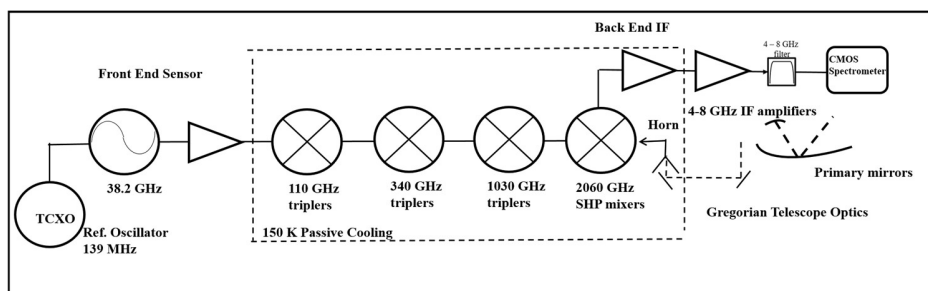 Back End IF
4 – 8 GHz
filter
CMOS
Spectrometer
Front End Sensor
4-8 GHz IF amplifiers
Horn
Primary mirrors
38.2 GHz
110 GHz
triplers
340 GHz
triplers
1030 GHz
triplers
2060 GHz
SHP mixers
TCXO
Ref. Oscillator
139 MHz
150 K Passive Cooling
Gregorian Telescope Optics